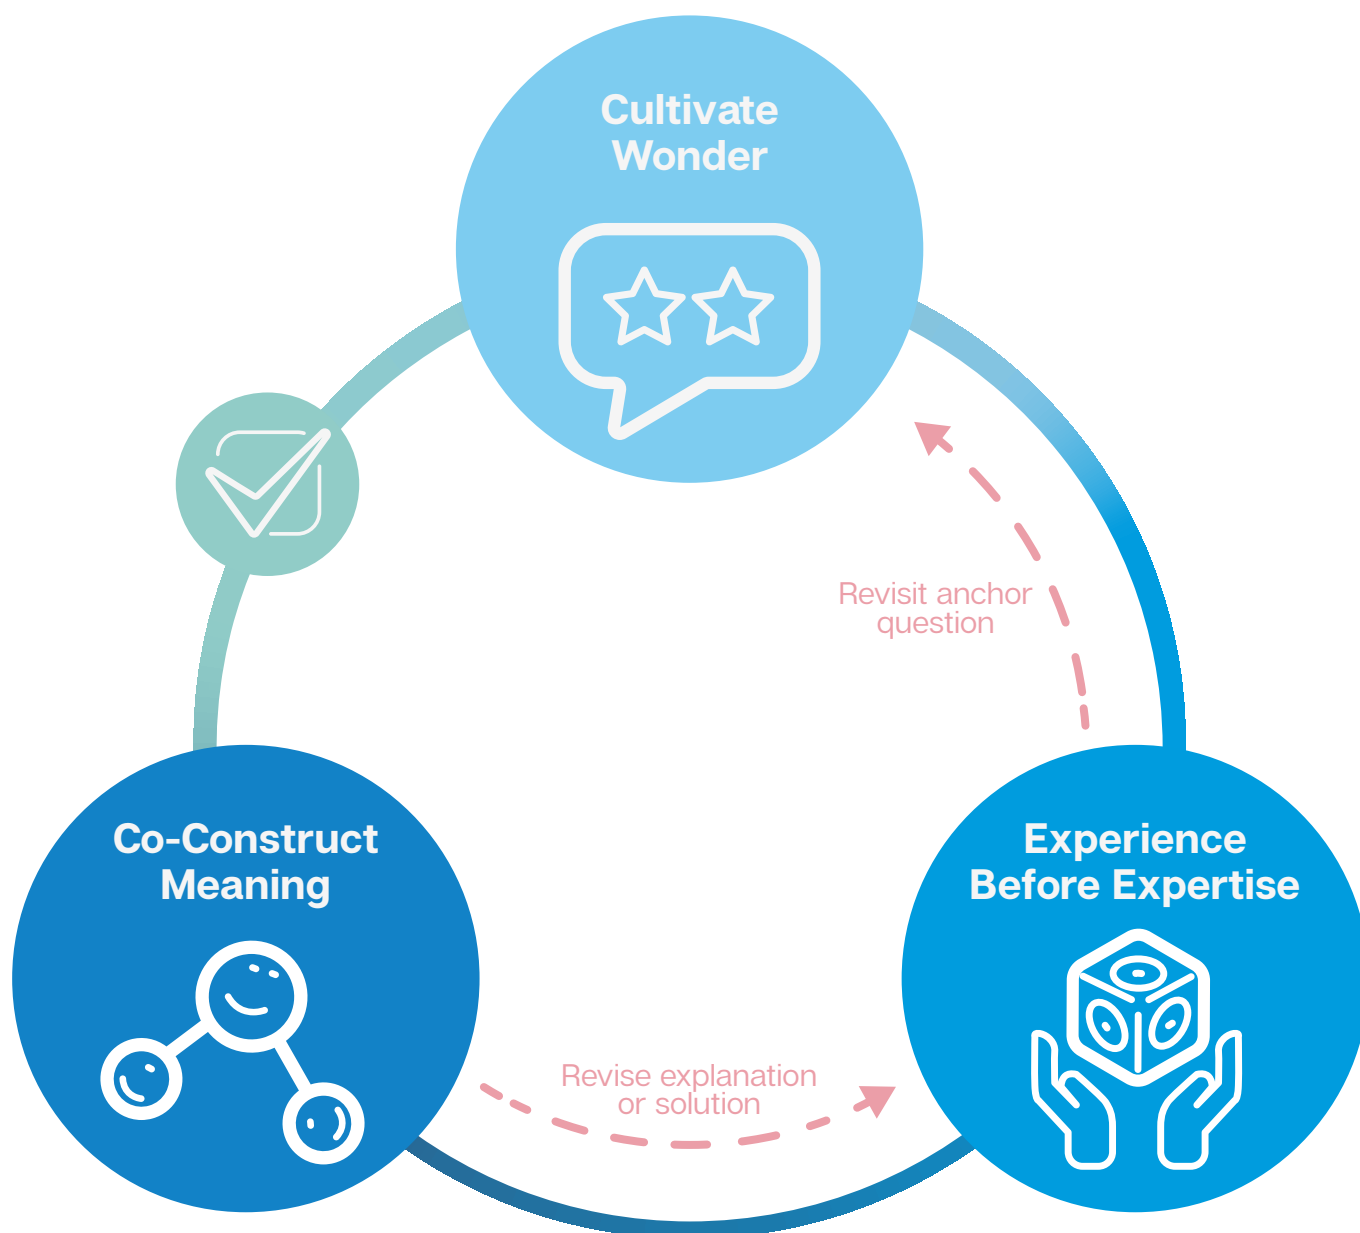 Cultivate
Wonder
Revisit anchor
question
Co-Construct
Meaning
Experience
Before Expertise
Revise explanation
or solution